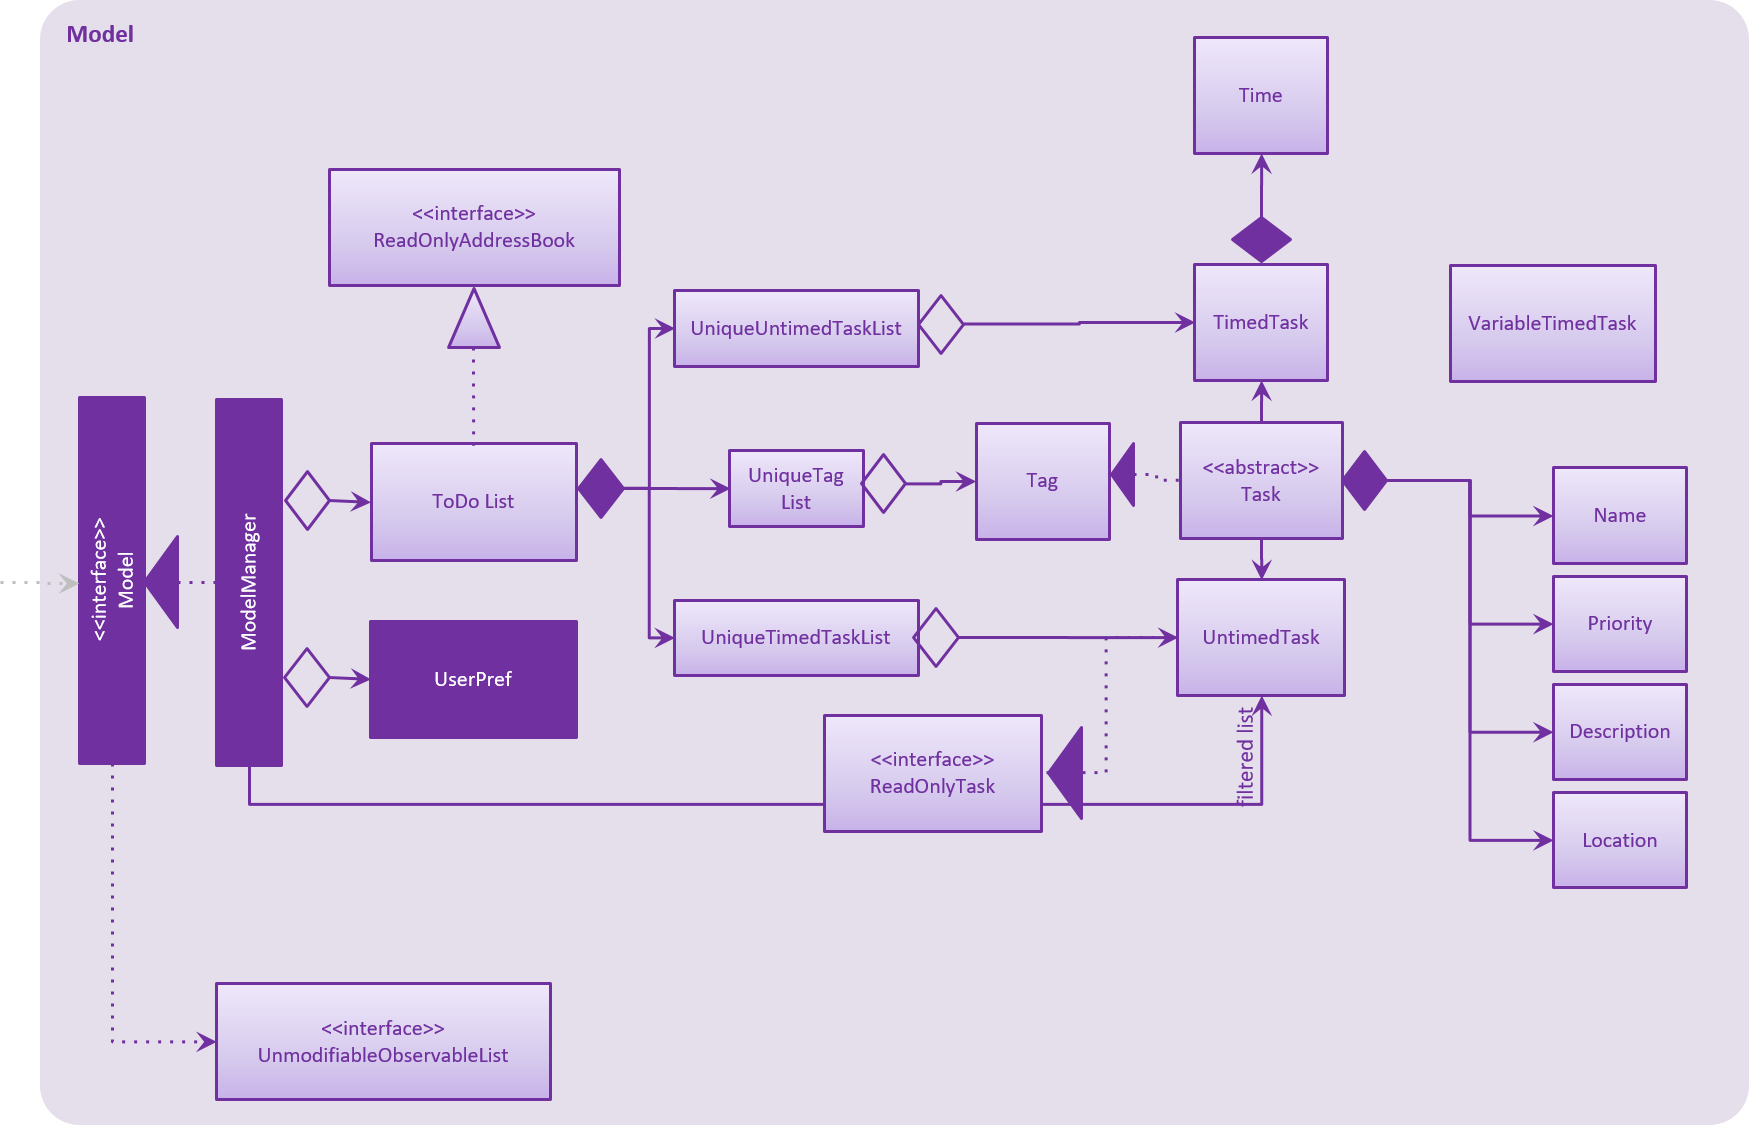 Model
Time
<<interface>>
ReadOnlyAddressBook
UniqueUntimedTaskList
TimedTask
VariableTimedTask
<<interface>>
Model
ModelManager
ToDo List
UniqueTag
List
Tag
<<abstract>>
Task
Name
Priority
Description
Location
UniqueTimedTaskList
UntimedTask
UserPref
<<interface>>
ReadOnlyTask
filtered list
<<interface>>
UnmodifiableObservableList